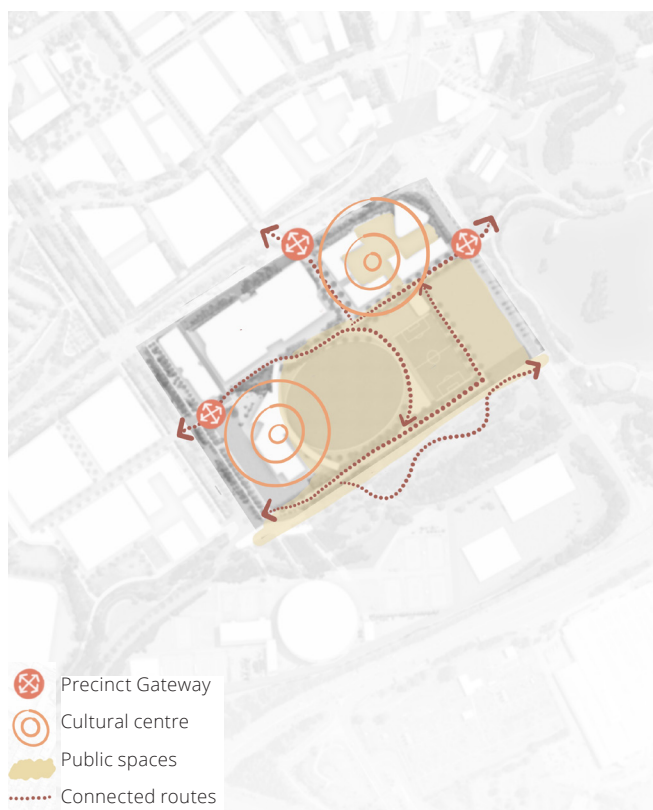 Precinct Gateway
Cultural centre
Public spaces
Connected routes